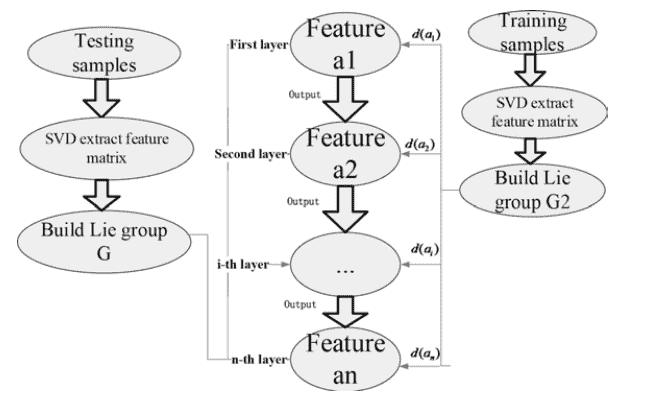 Testing
samples
SVD extract feature
matrix
Build Lie group
G
First layer
Second layer
i-th layer
n-th layer
Feature
a1
Output
Feature
a2
Output
...
Output
Feature
an
d(a₁)
d(a₂)
d(aᵢ)
d(aₙ)
Training
samples
SVD extract
feature matrix
Build Lie
group G2